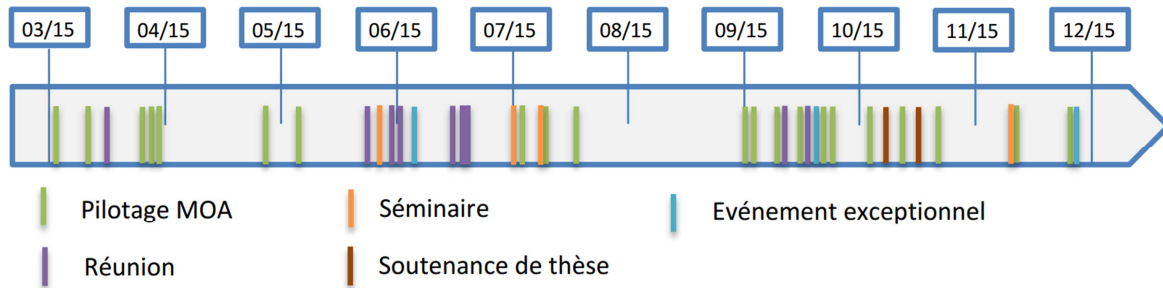 03/15 04/15 05/15 06/15 07/15 08/15 09/15 10/15 11/15 12/15
Pilotage MOA Séminaire Evénement exceptionnel
Réunion Soutenance de thèse